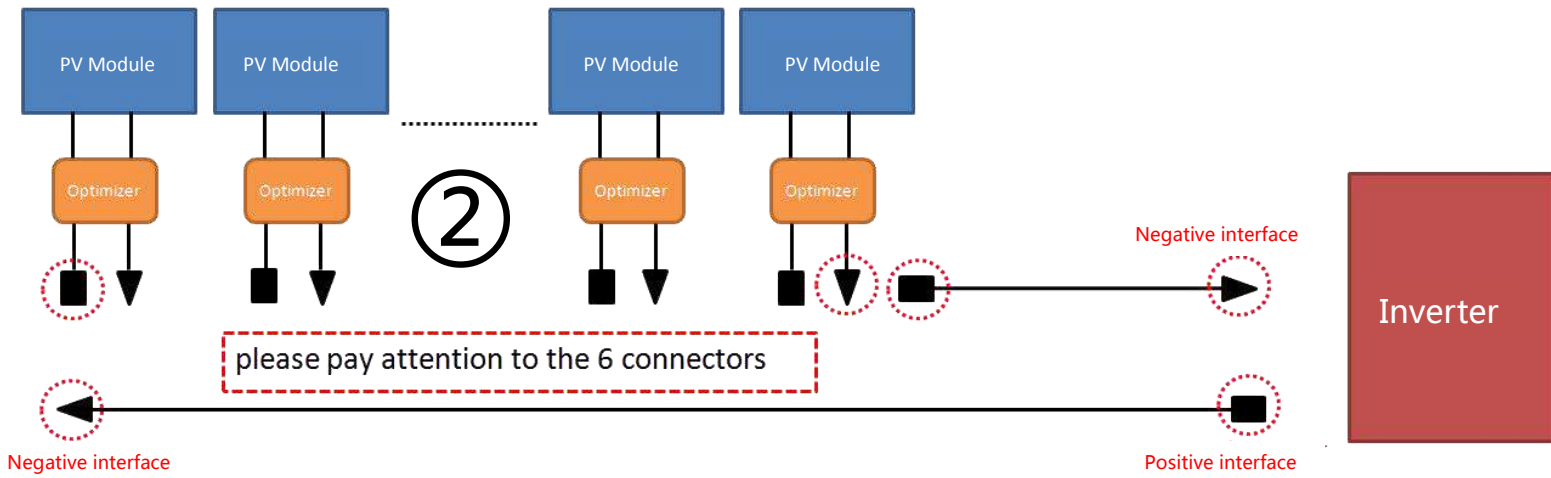 PV Module PV Module PV Module PV Module
Optimizer Optimizer Optimizer Optimizer
②
Negative interface
Inverter
please pay attention to the 6 connectors
Negative interface
Positive interface